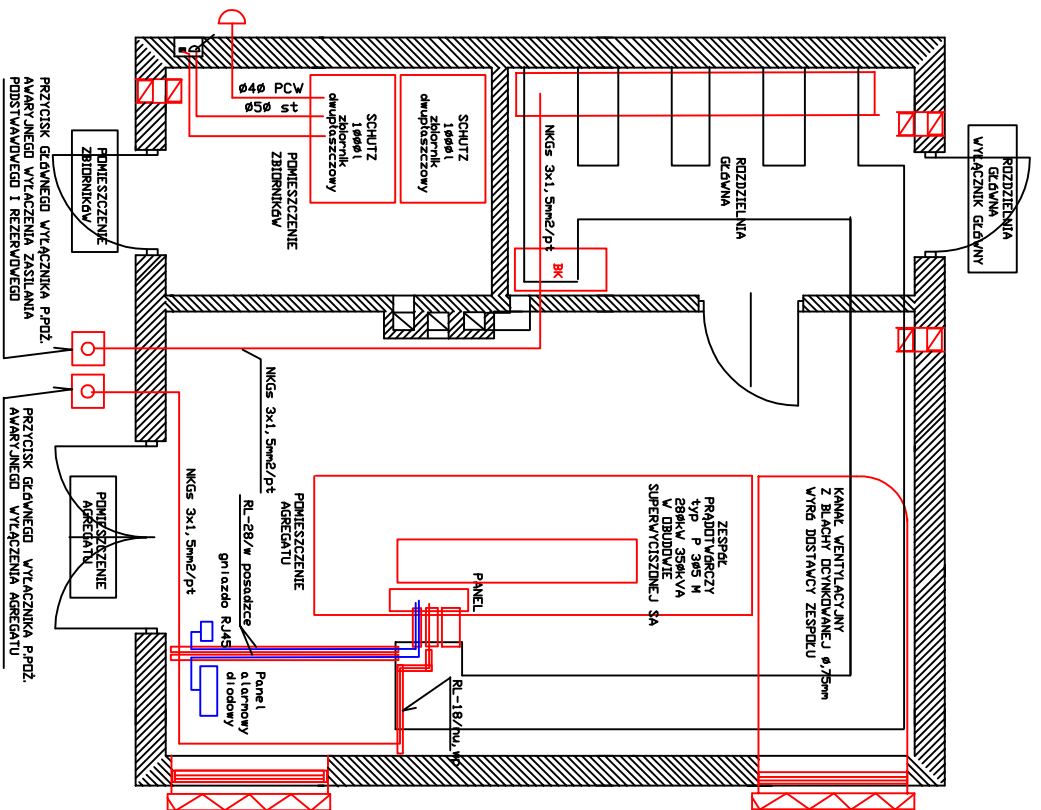 ROZDZIELNIA
GŁÓWNA
WYŁĄCZNIK GŁÓWNY
ROZDZIELNIA
GŁÓWNA
Ø40 PCW
Ø50 st
SCHUTZ
1000 l
zbiornik
dwupłaszczowy
SCHUTZ
1000 l
zbiornik
dwupłaszczowy
NKGs 3x1,5mm2/pt
POMIESZCZENIE
ZBIORNIKÓW
BK
POMIESZCZENIE
ZBIORNIKÓW
PRZYCISK GŁÓWNEGO WYŁĄCZNIKA P.POŻ.
AWARYJNEGO WYŁĄCZENIA ZASILANIA
PODSTWAWOWEGO I REZERWOWEGO
NKGs 3x1,5mm2/pt
KANAŁ WENTYLACYJNY
Z BLACHY OCYNKOWANEJ Ø,75mm
WYRÓ DOSTAWCY ZESPOŁU
ZESPÓŁ
PRĄDOTWÓRCZY
typ P 305 M
280kW 350kVA
W OBUDOWIE
SUPERWYCISZONEJ SA
PANEL
POMIESZCZENIE
AGREGATU
RL-28/w posadzce
gniazdo RJ45
NKGs 3x1,5mm2/pt
Panel
alarmowy
diodowy
RL-18/nu,wp
POMIESZCZENIE
AGREGATU
PRZYCISK GŁÓWNEGO WYŁĄCZNIKA P.POŻ.
AWARYJNEGO WYŁĄCZENIA AGREGATU